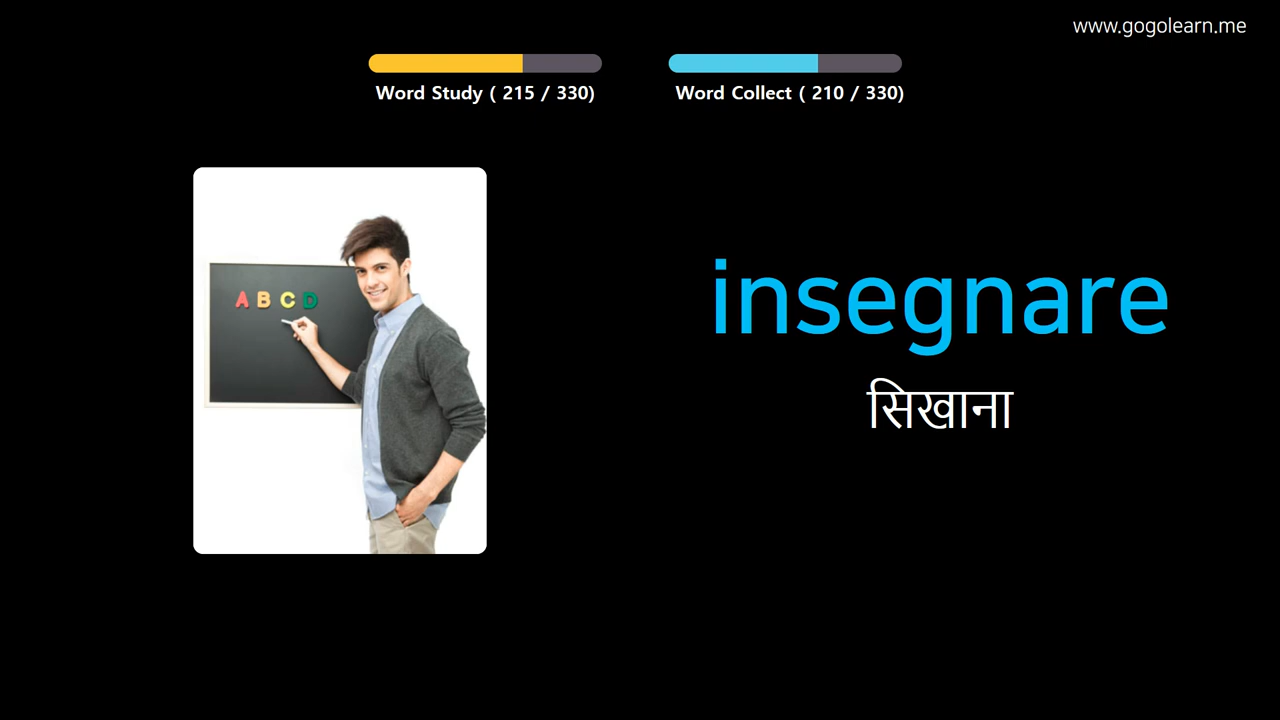 www.gogolearn.me
Word Study ( 215 / 330)
Word Collect ( 210 / 330)
A B C D
insegnare
सिखाना